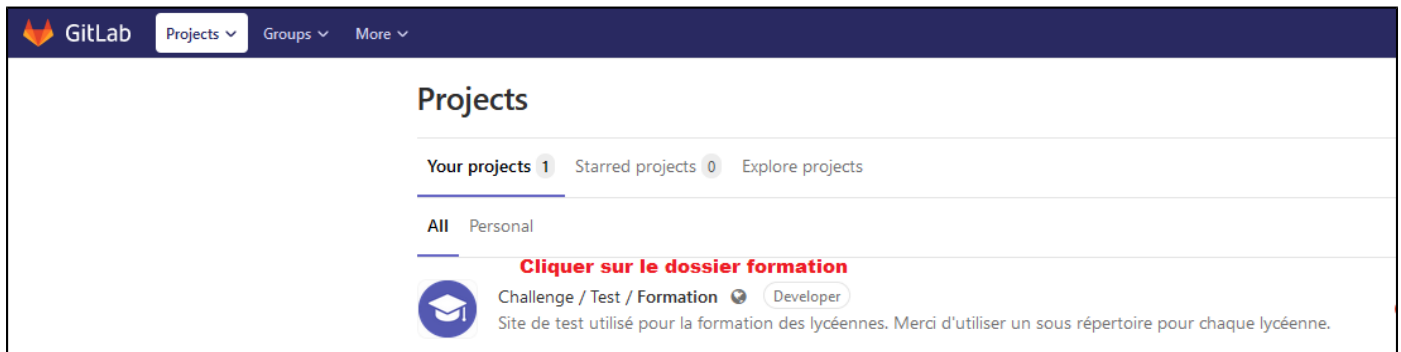 GitLab Projects Groups More
Projects
Your projects 1 Starred projects 0 Explore projects
All Personal
Cliquer sur le dossier formation
Challenge / Test / Formation Developer
Site de test utilisé pour la formation des lycéennes. Merci d'utiliser un sous répertoire pour chaque lycéenne.